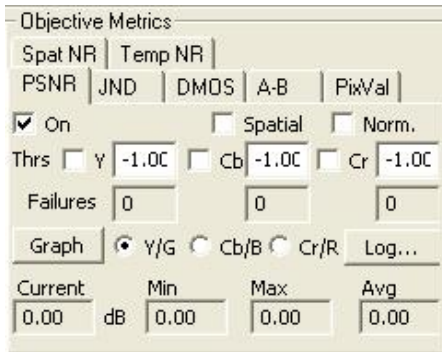 Objective Metrics
Spat NR Temp NR
PSNR JND DMOS A-B PixVal
On Spatial Norm.
Thrs Y -1.00 Cb -1.00 Cr -1.00
Failures 0 0 0
Graph Y/G Cb/B Cr/R Log...
Current Min Max Avg
0.00 dB 0.00 0.00 0.00